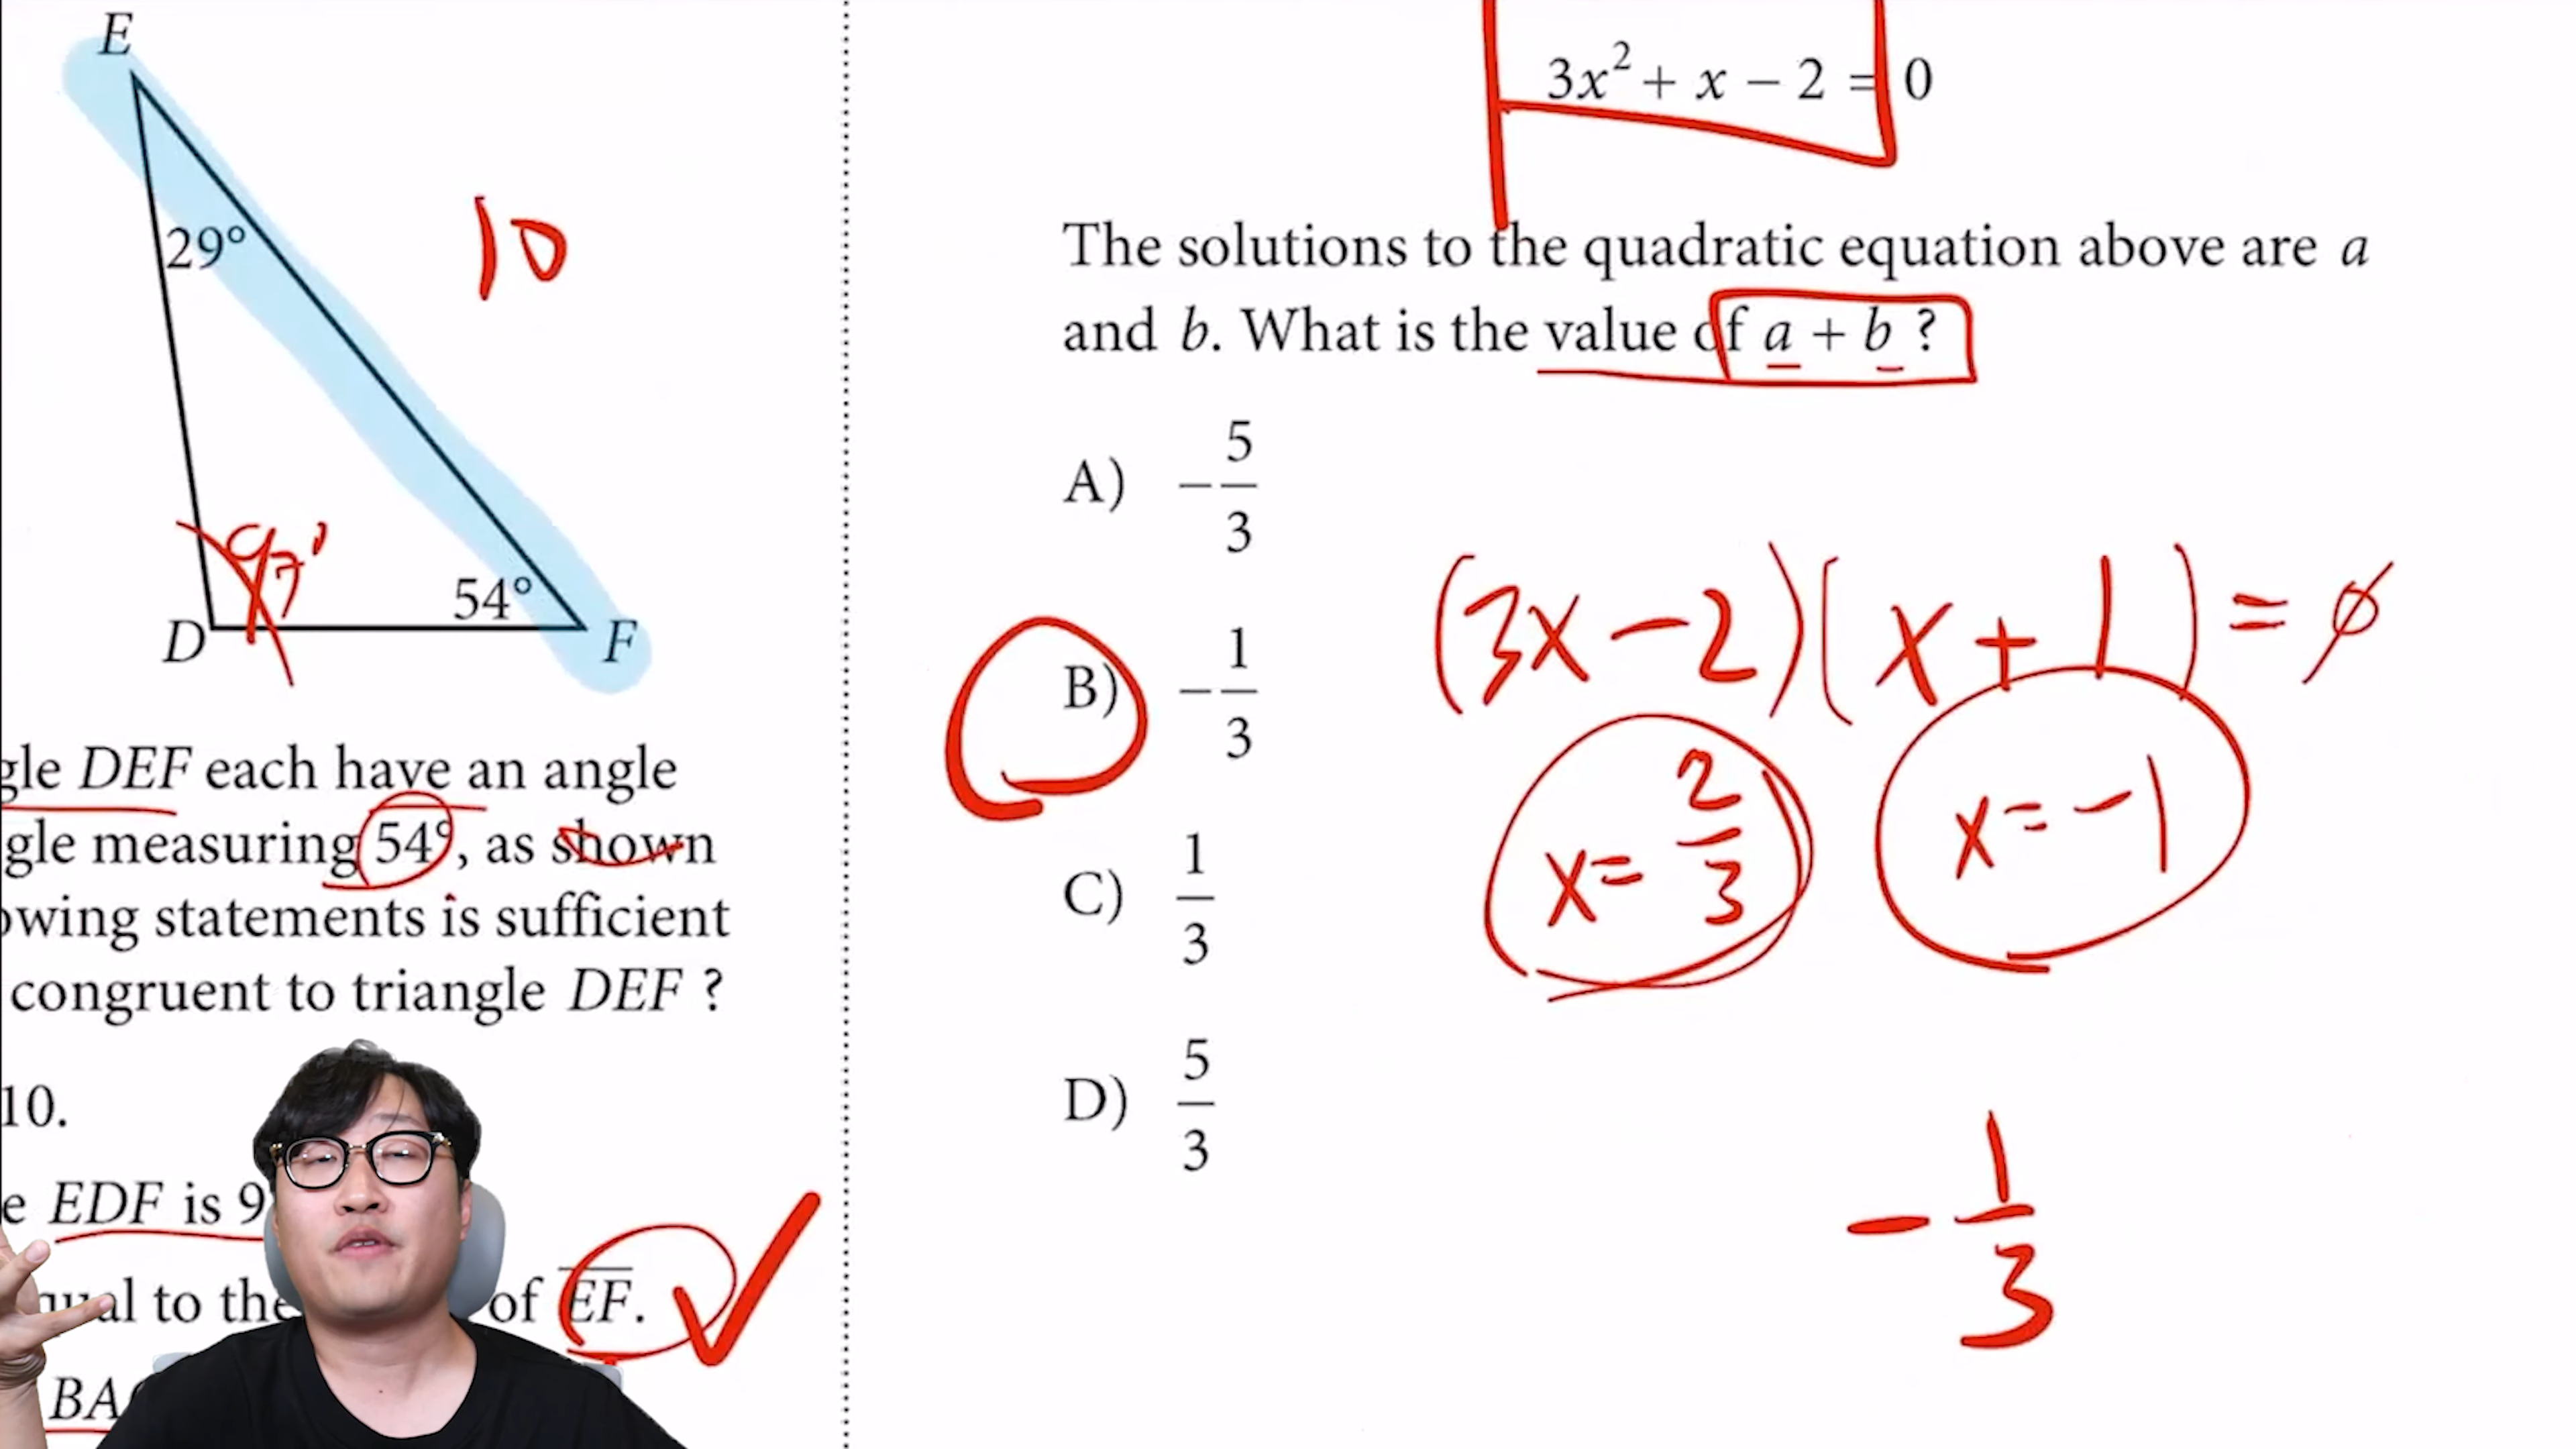 E
29°
10
97°
54°
D
F
gle DEF each have an angle
gle measuring 54°, as shown
owing statements is sufficient
congruent to triangle DEF ?
10.
e EDF is 9
qual to the of EF.
BA
3x² + x − 2 = 0
The solutions to the quadratic equation above are a
and b. What is the value of a + b ?
A) −5/3
B) −1/3
C) 1/3
D) 5/3
(3x−2)(x+1)=0
x=2/3
x=−1
−1/3